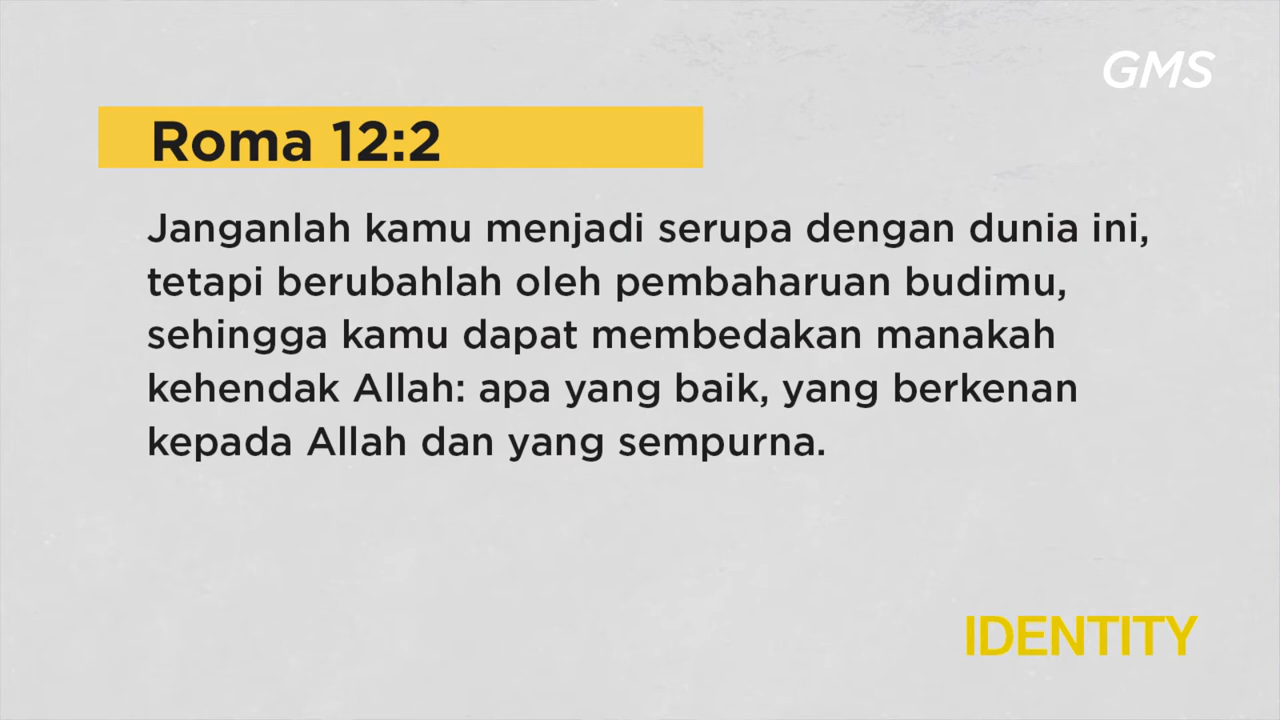 GMS
Roma 12:2
Janganlah kamu menjadi serupa dengan dunia ini,
tetapi berubahlah oleh pembaharuan budimu,
sehingga kamu dapat membedakan manakah
kehendak Allah: apa yang baik, yang berkenan
kepada Allah dan yang sempurna.
IDENTITY